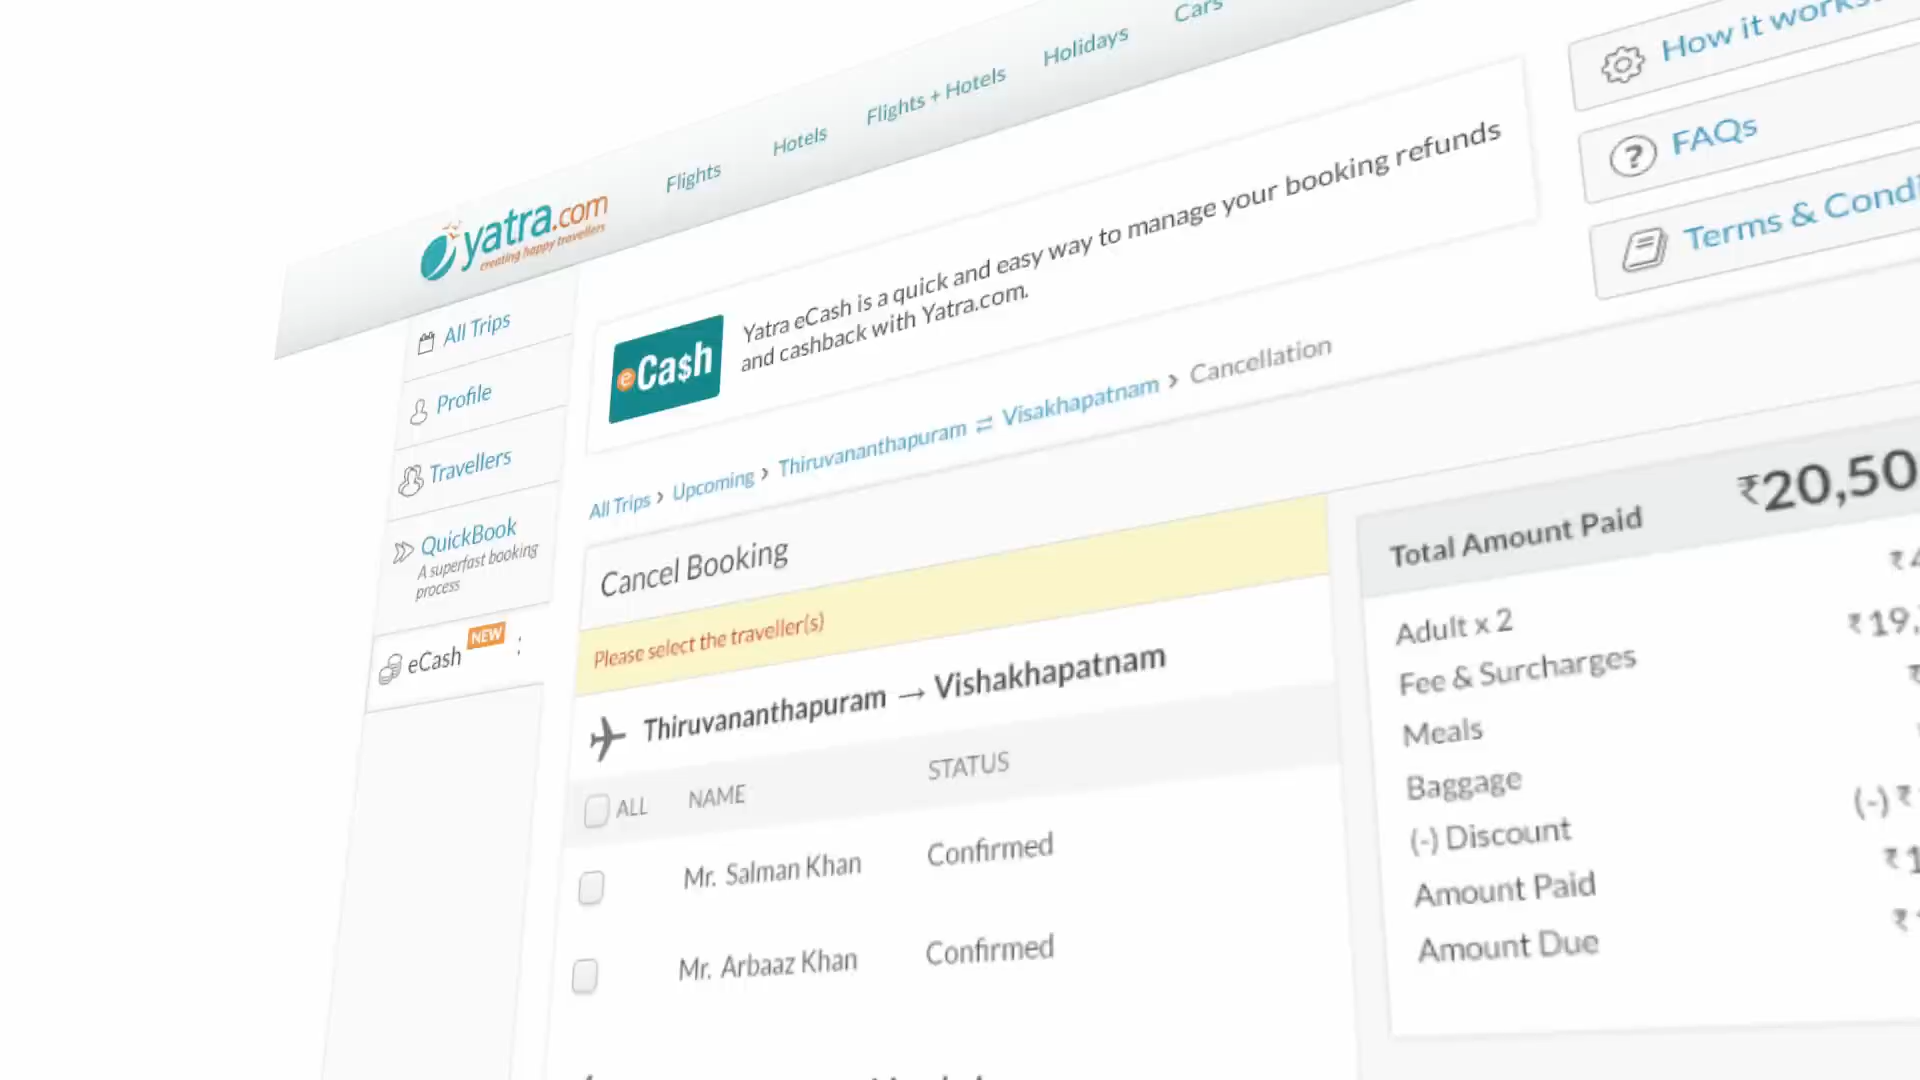 Flights
Hotels
Flights + Hotels
Holidays
Cars
yatra.com
creating happy travellers
How it works
FAQs
Terms &
All Trips
Profile
Travellers
QuickBook
A superfast booking
process
eCash NEW
eCa$h
Yatra eCash is a quick and easy way to manage your booking refunds
and cashback with Yatra.com.
All Trips > Upcoming > Thiruvananthapuram ⇌ Visakhapatnam > Cancellation
Cancel Booking
Please select the traveller(s)
Thiruvananthapuram → Vishakhapatnam
ALL NAME STATUS
Mr. Salman Khan Confirmed
Mr. Arbaaz Khan Confirmed
Total Amount Paid ₹20,50
Adult x 2 ₹4
Fee & Surcharges ₹19,
Meals ₹
Baggage
(-) Discount (-) ₹
Amount Paid ₹1
Amount Due ₹